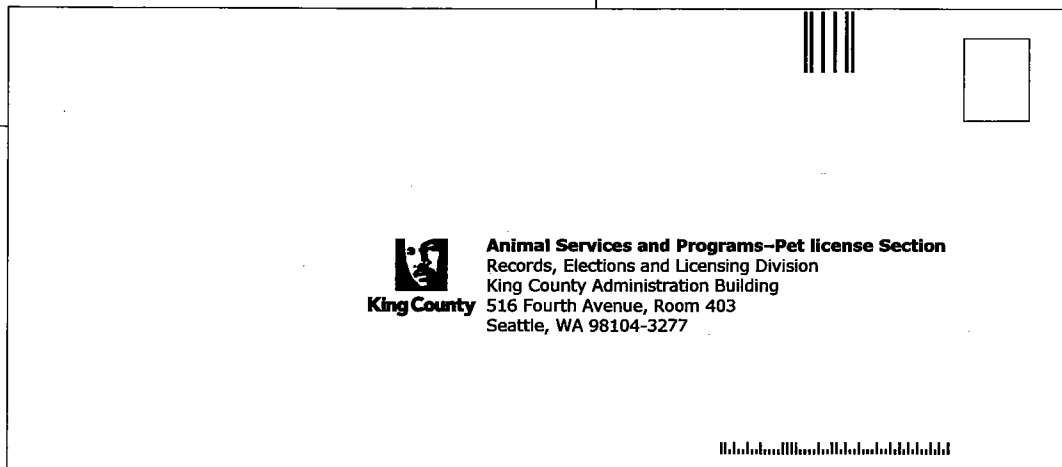 Animal Services and Programs–Pet license Section
Records, Elections and Licensing Division
King County Administration Building
King County
516 Fourth Avenue, Room 403
Seattle, WA 98104-3277